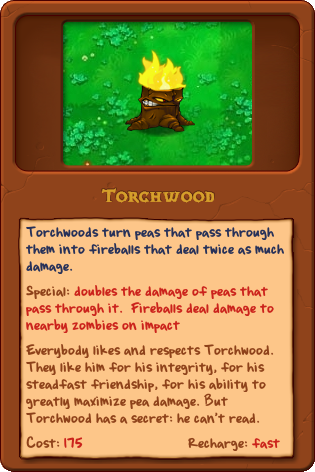 Torchwood
Torchwoods turn peas that pass through
them into fireballs that deal twice as much
damage.
Special: doubles the damage of peas that
pass through it. Fireballs deal damage to
nearby zombies on impact
Everybody likes and respects Torchwood.
They like him for his integrity, for his
steadfast friendship, for his ability to
greatly maximize pea damage. But
Torchwood has a secret: he can't read.
Cost: 175 Recharge: fast